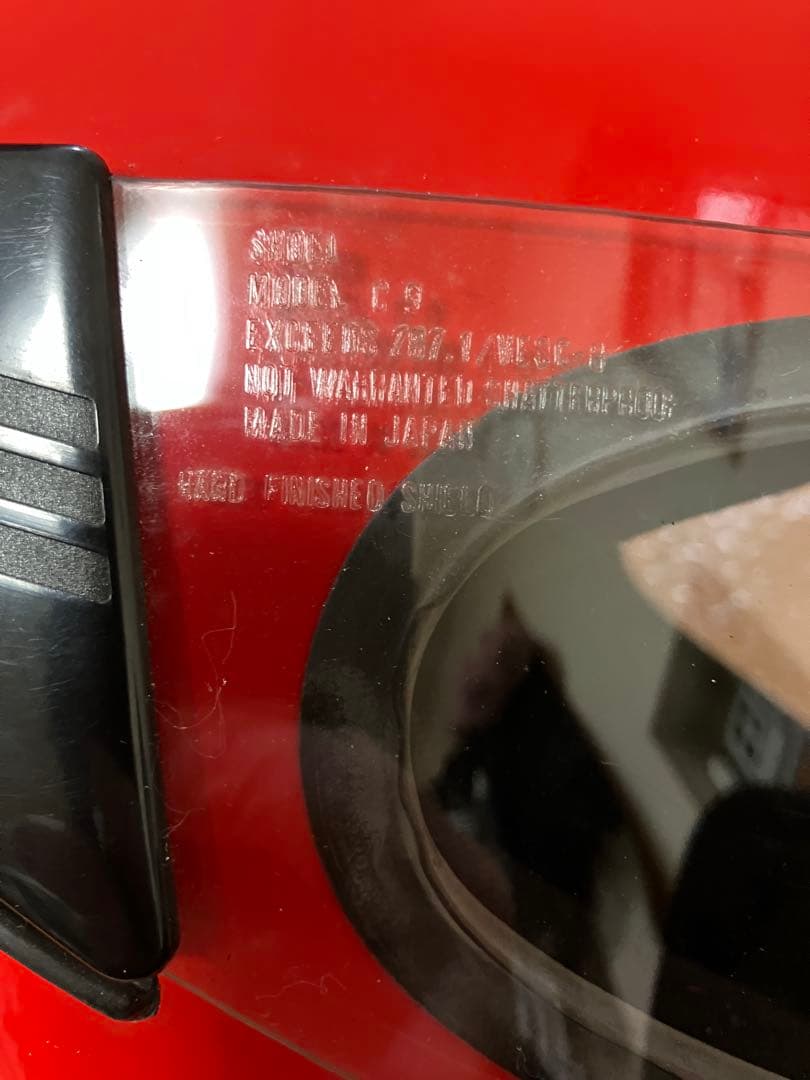 SHOEI
MODEL C 9
EXCEEDS Z87.1/VESC-8
NOT WARRANTED SHATTERPROOF
MADE IN JAPAN
HARD FINISHED SHIELD